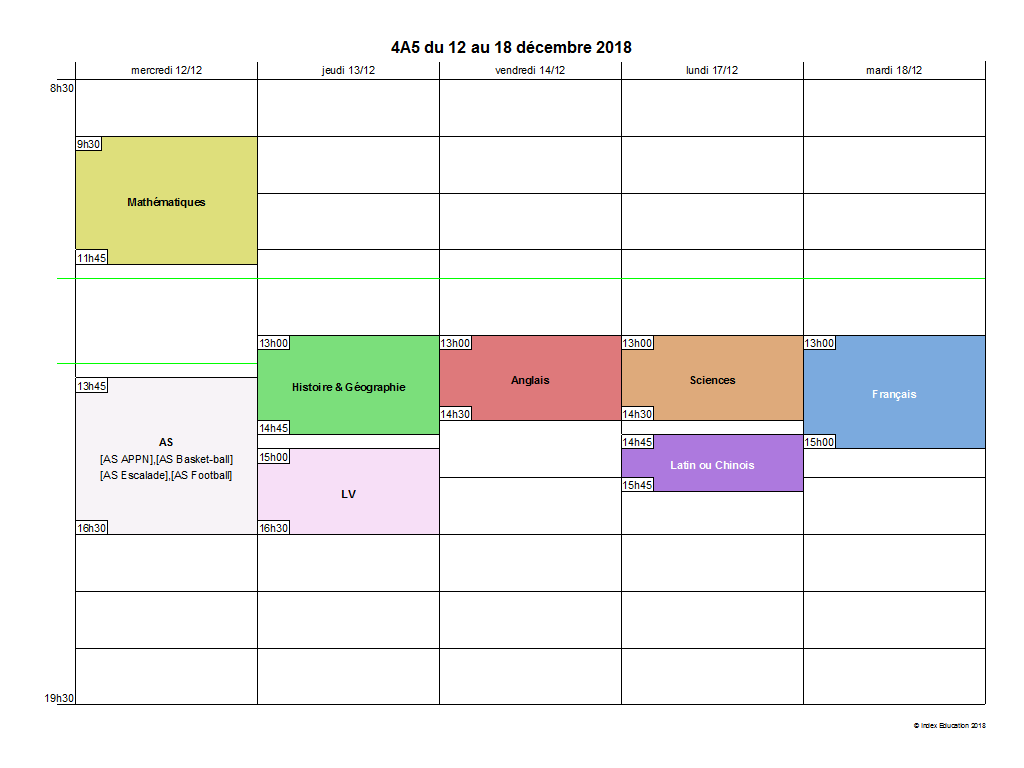 4A5 du 12 au 18 décembre 2018
mercredi 12/12
jeudi 13/12
vendredi 14/12
lundi 17/12
mardi 18/12
8h30
9h30
Mathématiques
11h45
13h45
AS
[AS APPN],[AS Basket-ball]
[AS Escalade],[AS Football]
16h30
13h00
Histoire & Géographie
14h45
15h00
LV
16h30
13h00
Anglais
14h30
13h00
Sciences
14h30
14h45
Latin ou Chinois
15h45
13h00
Français
15h00
19h30
© Index Education 2018